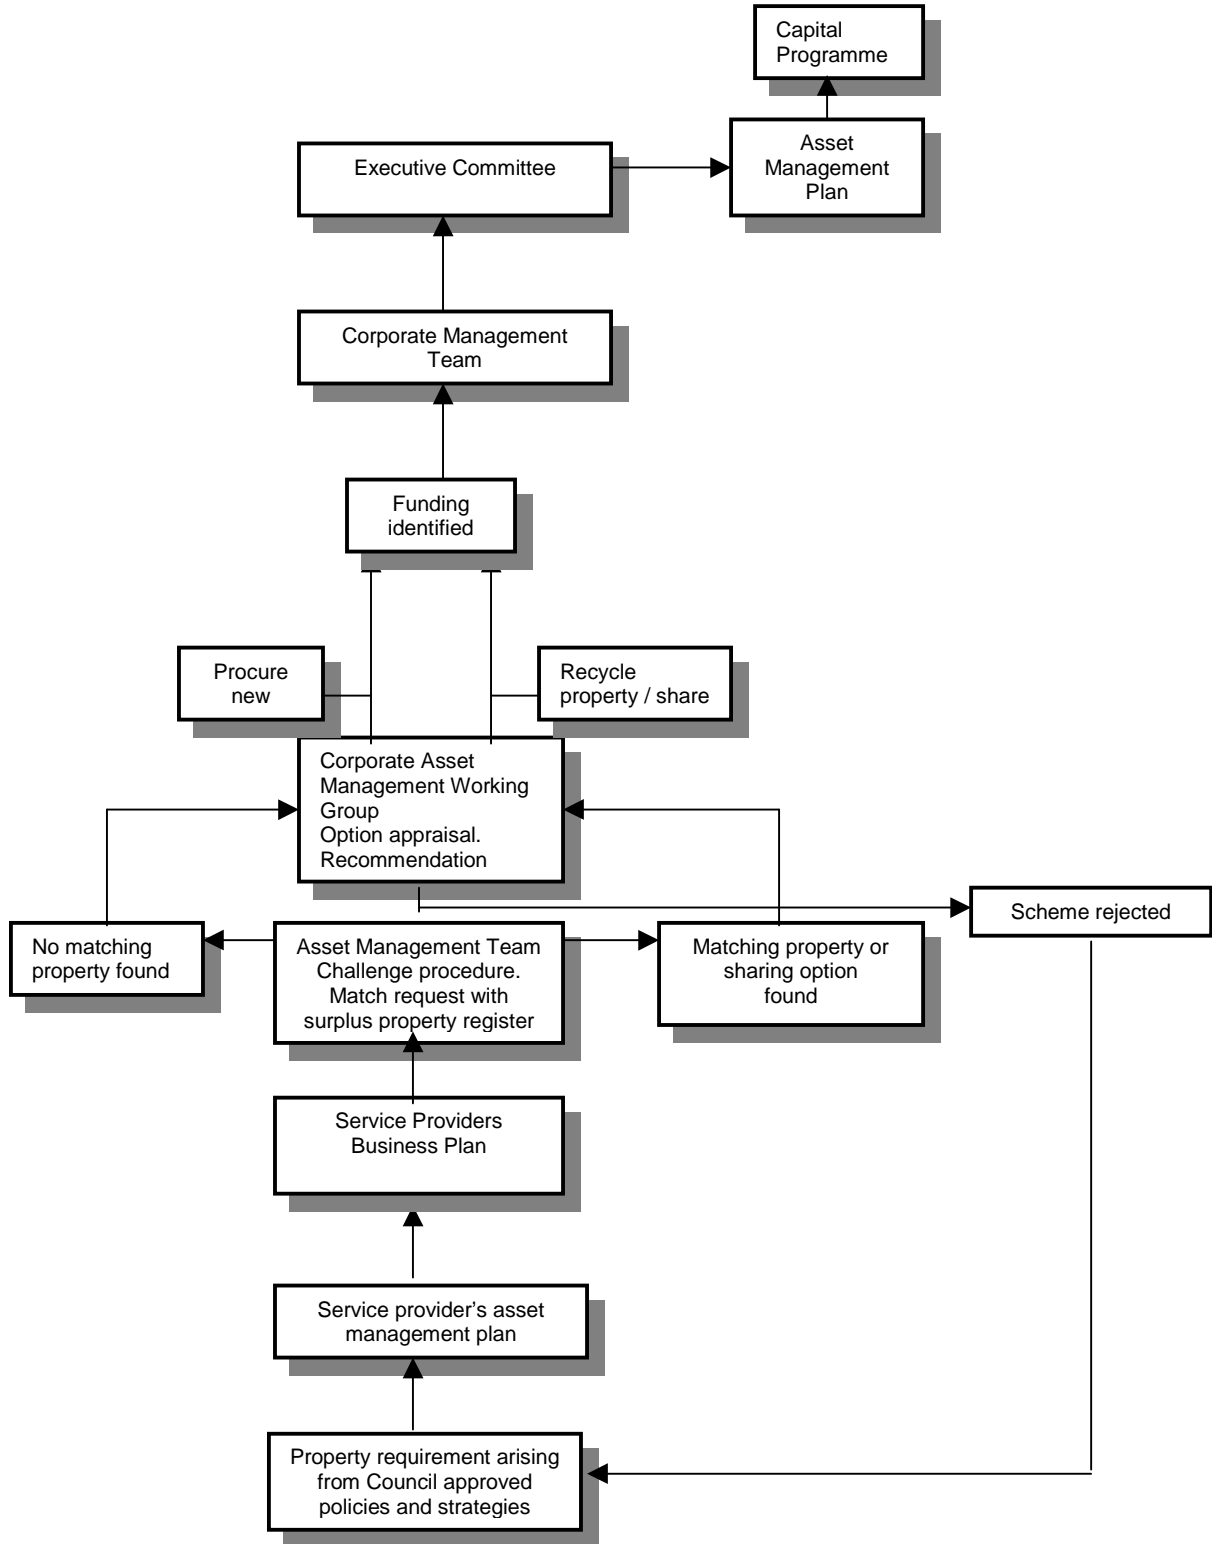 Capital
Programme
Asset
Management
Plan
Executive Committee
Corporate Management
Team
Funding
identified
Procure
new
Recycle
property / share
Corporate Asset
Management Working
Group
Option appraisal.
Recommendation
Scheme rejected
No matching
property found
Asset Management Team
Challenge procedure.
Match request with
surplus property register
Matching property or
sharing option
found
Service Providers
Business Plan
Service provider’s asset
management plan
Property requirement arising
from Council approved
policies and strategies